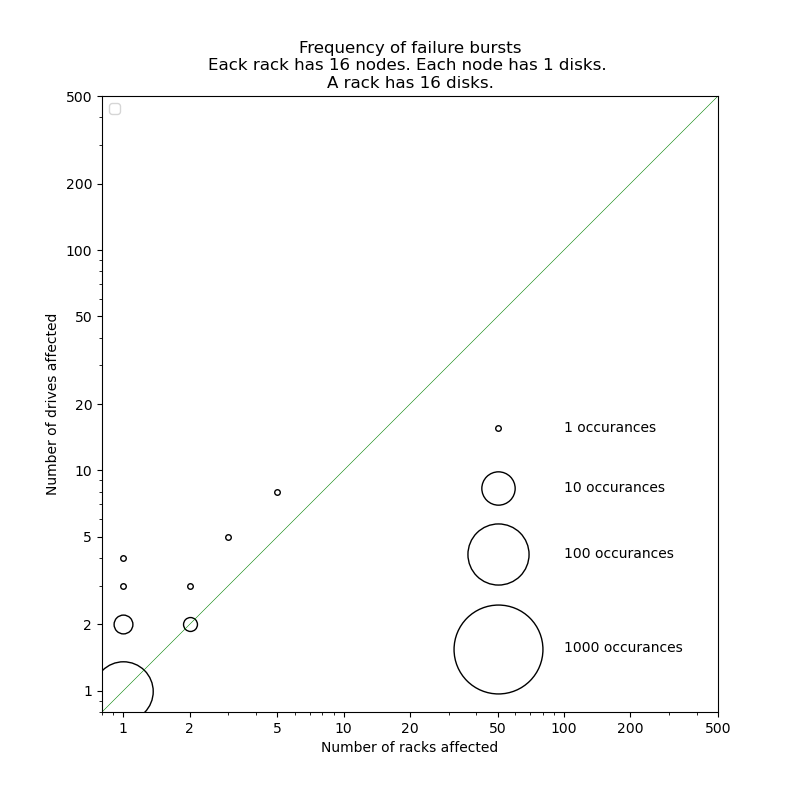 Frequency of failure bursts
Eack rack has 16 nodes. Each node has 1 disks.
A rack has 16 disks.
500
200
100
50
20
10
5
2
1
Number of drives affected
1 occurances
10 occurances
100 occurances
1000 occurances
1 2 5 10 20 50 100 200 500
Number of racks affected